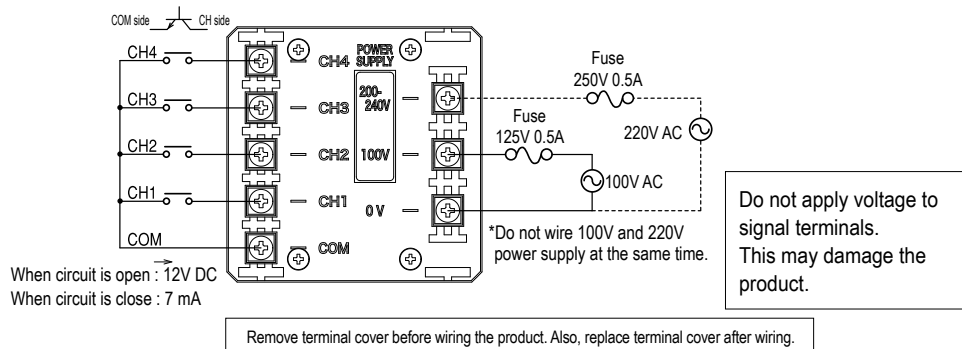 COM side
CH side
CH4
CH3
CH2
CH1
COM
When circuit is open : 12V DC
When circuit is close : 7 mA
CH4
CH3
CH2
CH1
COM
POWER
SUPPLY
200-
240V
100V
0 V
Fuse
250V 0.5A
220V AC
Fuse
125V 0.5A
100V AC
*Do not wire 100V and 220V
power supply at the same time.
Do not apply voltage to
signal terminals.
This may damage the
product.
Remove terminal cover before wiring the product. Also, replace terminal cover after wiring.